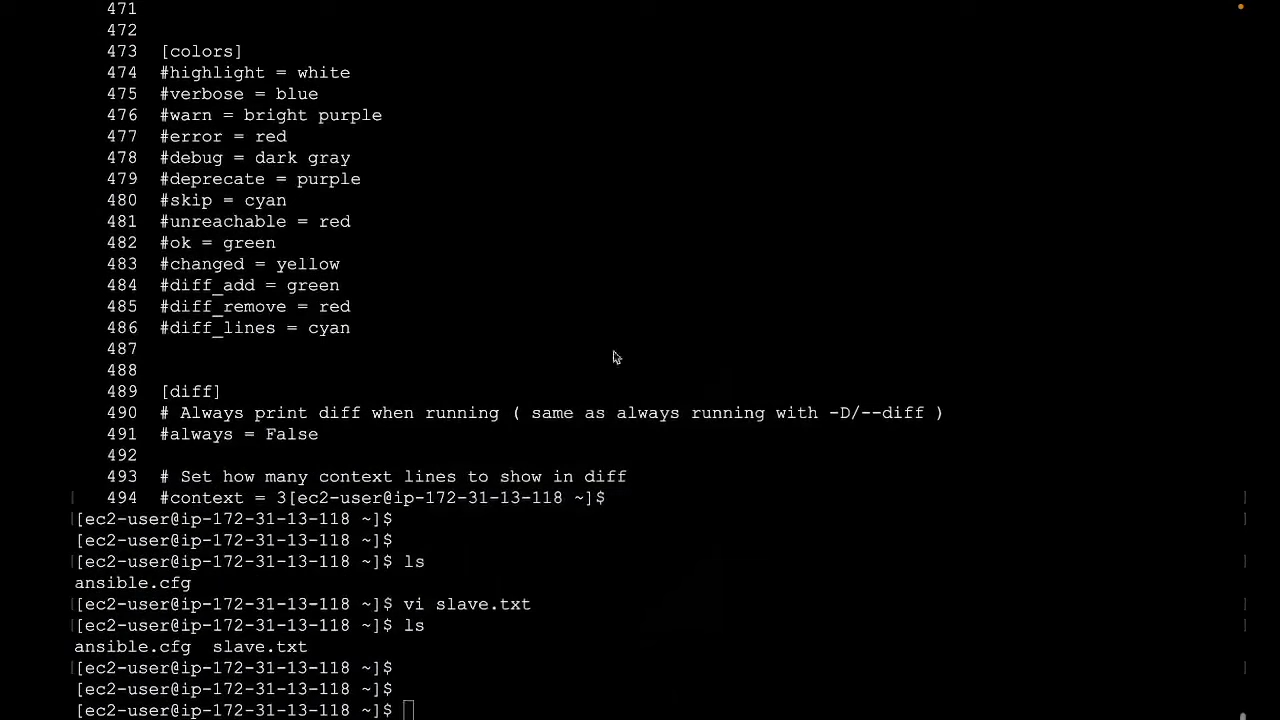 471
472
473 [colors]
474 #highlight = white
475 #verbose = blue
476 #warn = bright purple
477 #error = red
478 #debug = dark gray
479 #deprecate = purple
480 #skip = cyan
481 #unreachable = red
482 #ok = green
483 #changed = yellow
484 #diff_add = green
485 #diff_remove = red
486 #diff_lines = cyan
487
488
489 [diff]
490 # Always print diff when running ( same as always running with -D/--diff )
491 #always = False
492
493 # Set how many context lines to show in diff
494 #context = 3[ec2-user@ip-172-31-13-118 ~]$
[ec2-user@ip-172-31-13-118 ~]$
[ec2-user@ip-172-31-13-118 ~]$
[ec2-user@ip-172-31-13-118 ~]$ ls
ansible.cfg
[ec2-user@ip-172-31-13-118 ~]$ vi slave.txt
[ec2-user@ip-172-31-13-118 ~]$ ls
ansible.cfg  slave.txt
[ec2-user@ip-172-31-13-118 ~]$
[ec2-user@ip-172-31-13-118 ~]$
[ec2-user@ip-172-31-13-118 ~]$